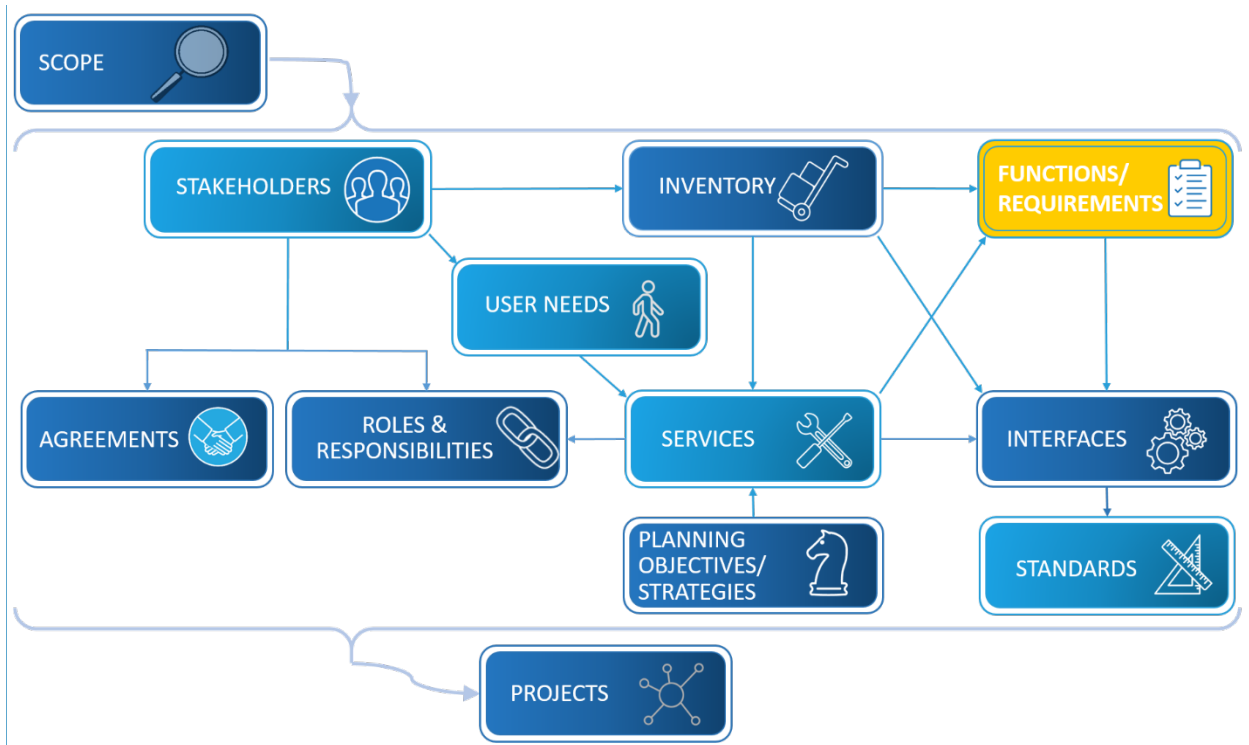 SCOPE
STAKEHOLDERS
INVENTORY
FUNCTIONS/
REQUIREMENTS
USER NEEDS
AGREEMENTS
ROLES &
RESPONSIBILITIES
SERVICES
INTERFACES
PLANNING
OBJECTIVES/
STRATEGIES
STANDARDS
PROJECTS